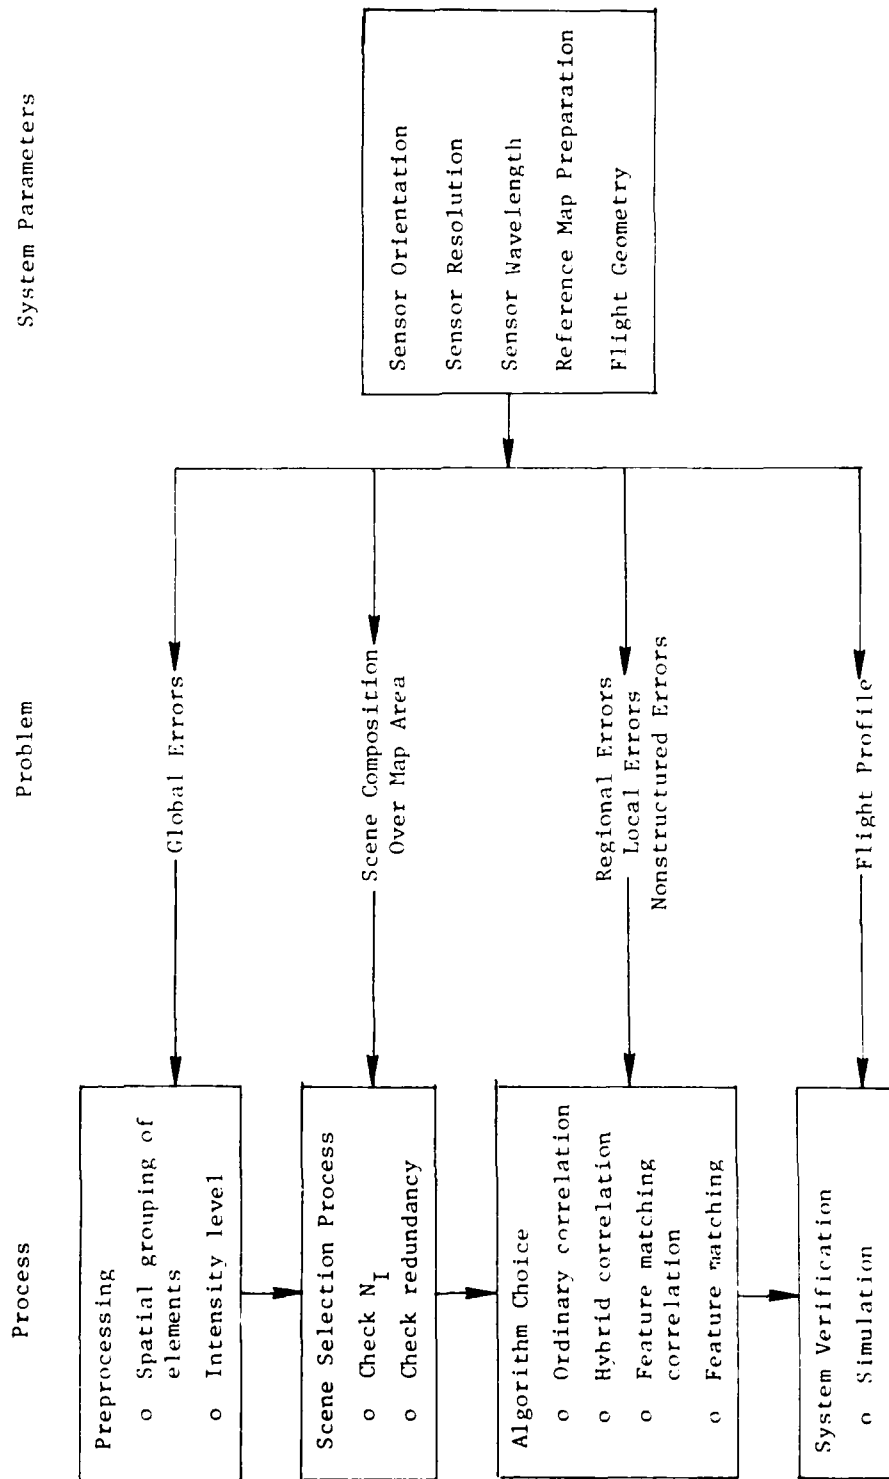 Process
Problem
System Parameters
Preprocessing
o Spatial grouping of
elements
o Intensity level
Global Errors
Scene Selection Process
o Check N_I
o Check redundancy
Scene Composition
Over Map Area
Algorithm Choice
o Ordinary correlation
o Hybrid correlation
o Feature matching
correlation
o Feature matching
Regional Errors
Local Errors
Nonstructured Errors
System Verification
o Simulation
Flight Profile
Sensor Orientation
Sensor Resolution
Sensor Wavelength
Reference Map Preparation
Flight Geometry